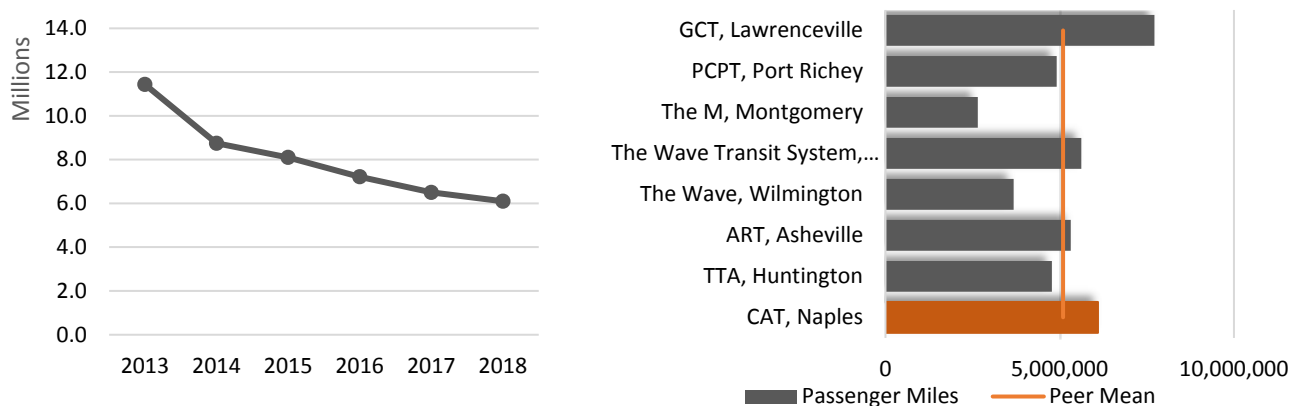 Millions
14.0
12.0
10.0
8.0
6.0
4.0
2.0
0.0
2013 2014 2015 2016 2017 2018
GCT, Lawrenceville
PCPT, Port Richey
The M, Montgomery
The Wave Transit System,...
The Wave, Wilmington
ART, Asheville
TTA, Huntington
CAT, Naples
0 5,000,000 10,000,000
Passenger Miles Peer Mean